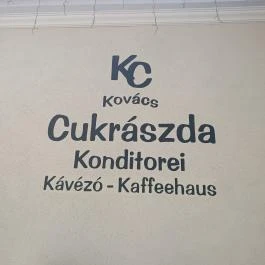 KC
Kovács
Cukrászda
Konditorei
Kávézó - Kaffeehaus